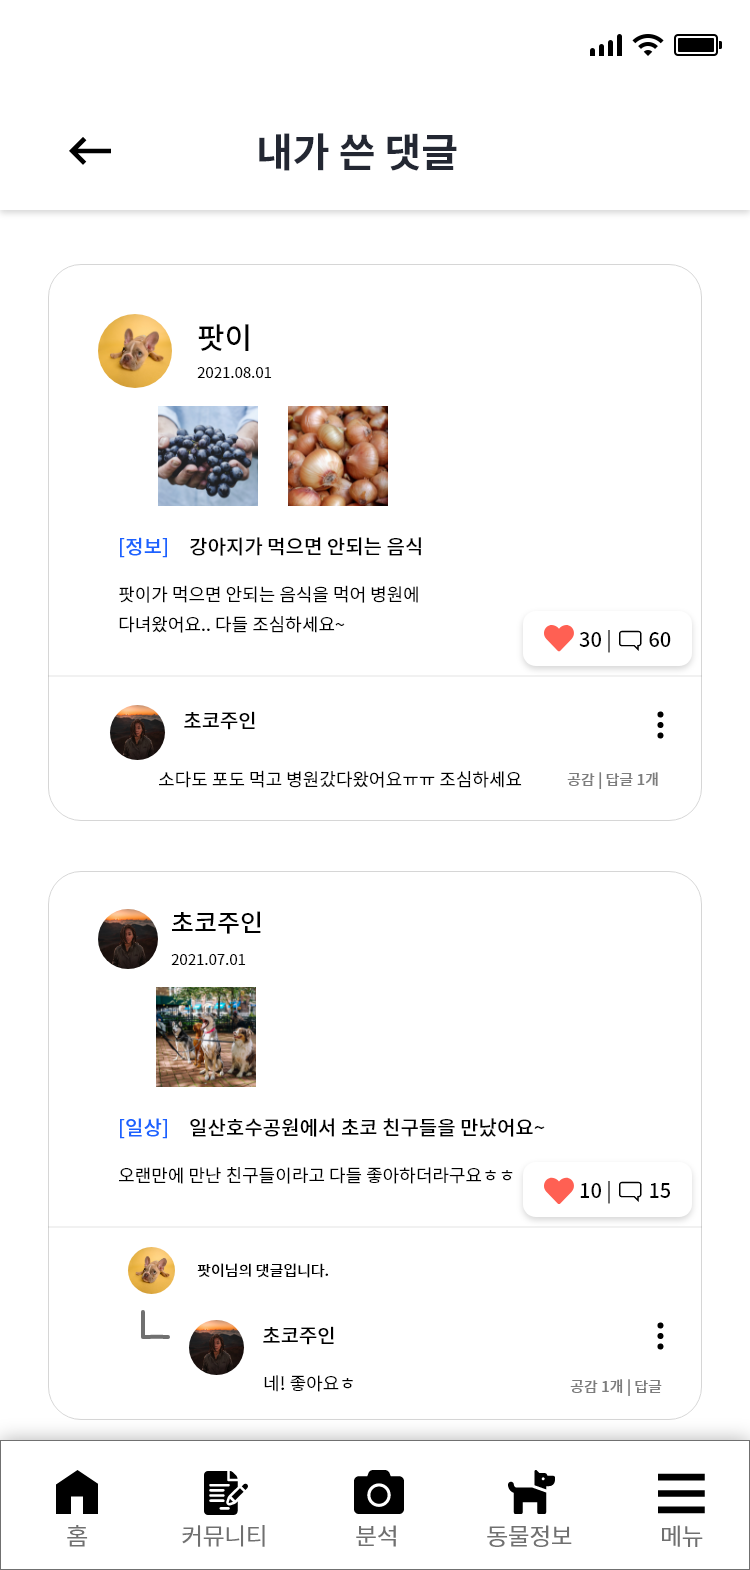 내가 쓴 댓글
팟이
2021.08.01
[정보] 강아지가 먹으면 안되는 음식
팟이가 먹으면 안되는 음식을 먹어 병원에
다녀왔어요.. 다들 조심하세요~
30 | 60
초코주인
소다도 포도 먹고 병원갔다왔어요ㅠㅠ 조심하세요
공감 | 답글 1개
초코주인
2021.07.01
[일상] 일산호수공원에서 초코 친구들을 만났어요~
오랜만에 만난 친구들이라고 다들 좋아하더라구요ㅎㅎ
10 | 15
팟이님의 댓글입니다.
초코주인
네! 좋아요ㅎ
공감 1개 | 답글
홈
커뮤니티
분석
동물정보
메뉴